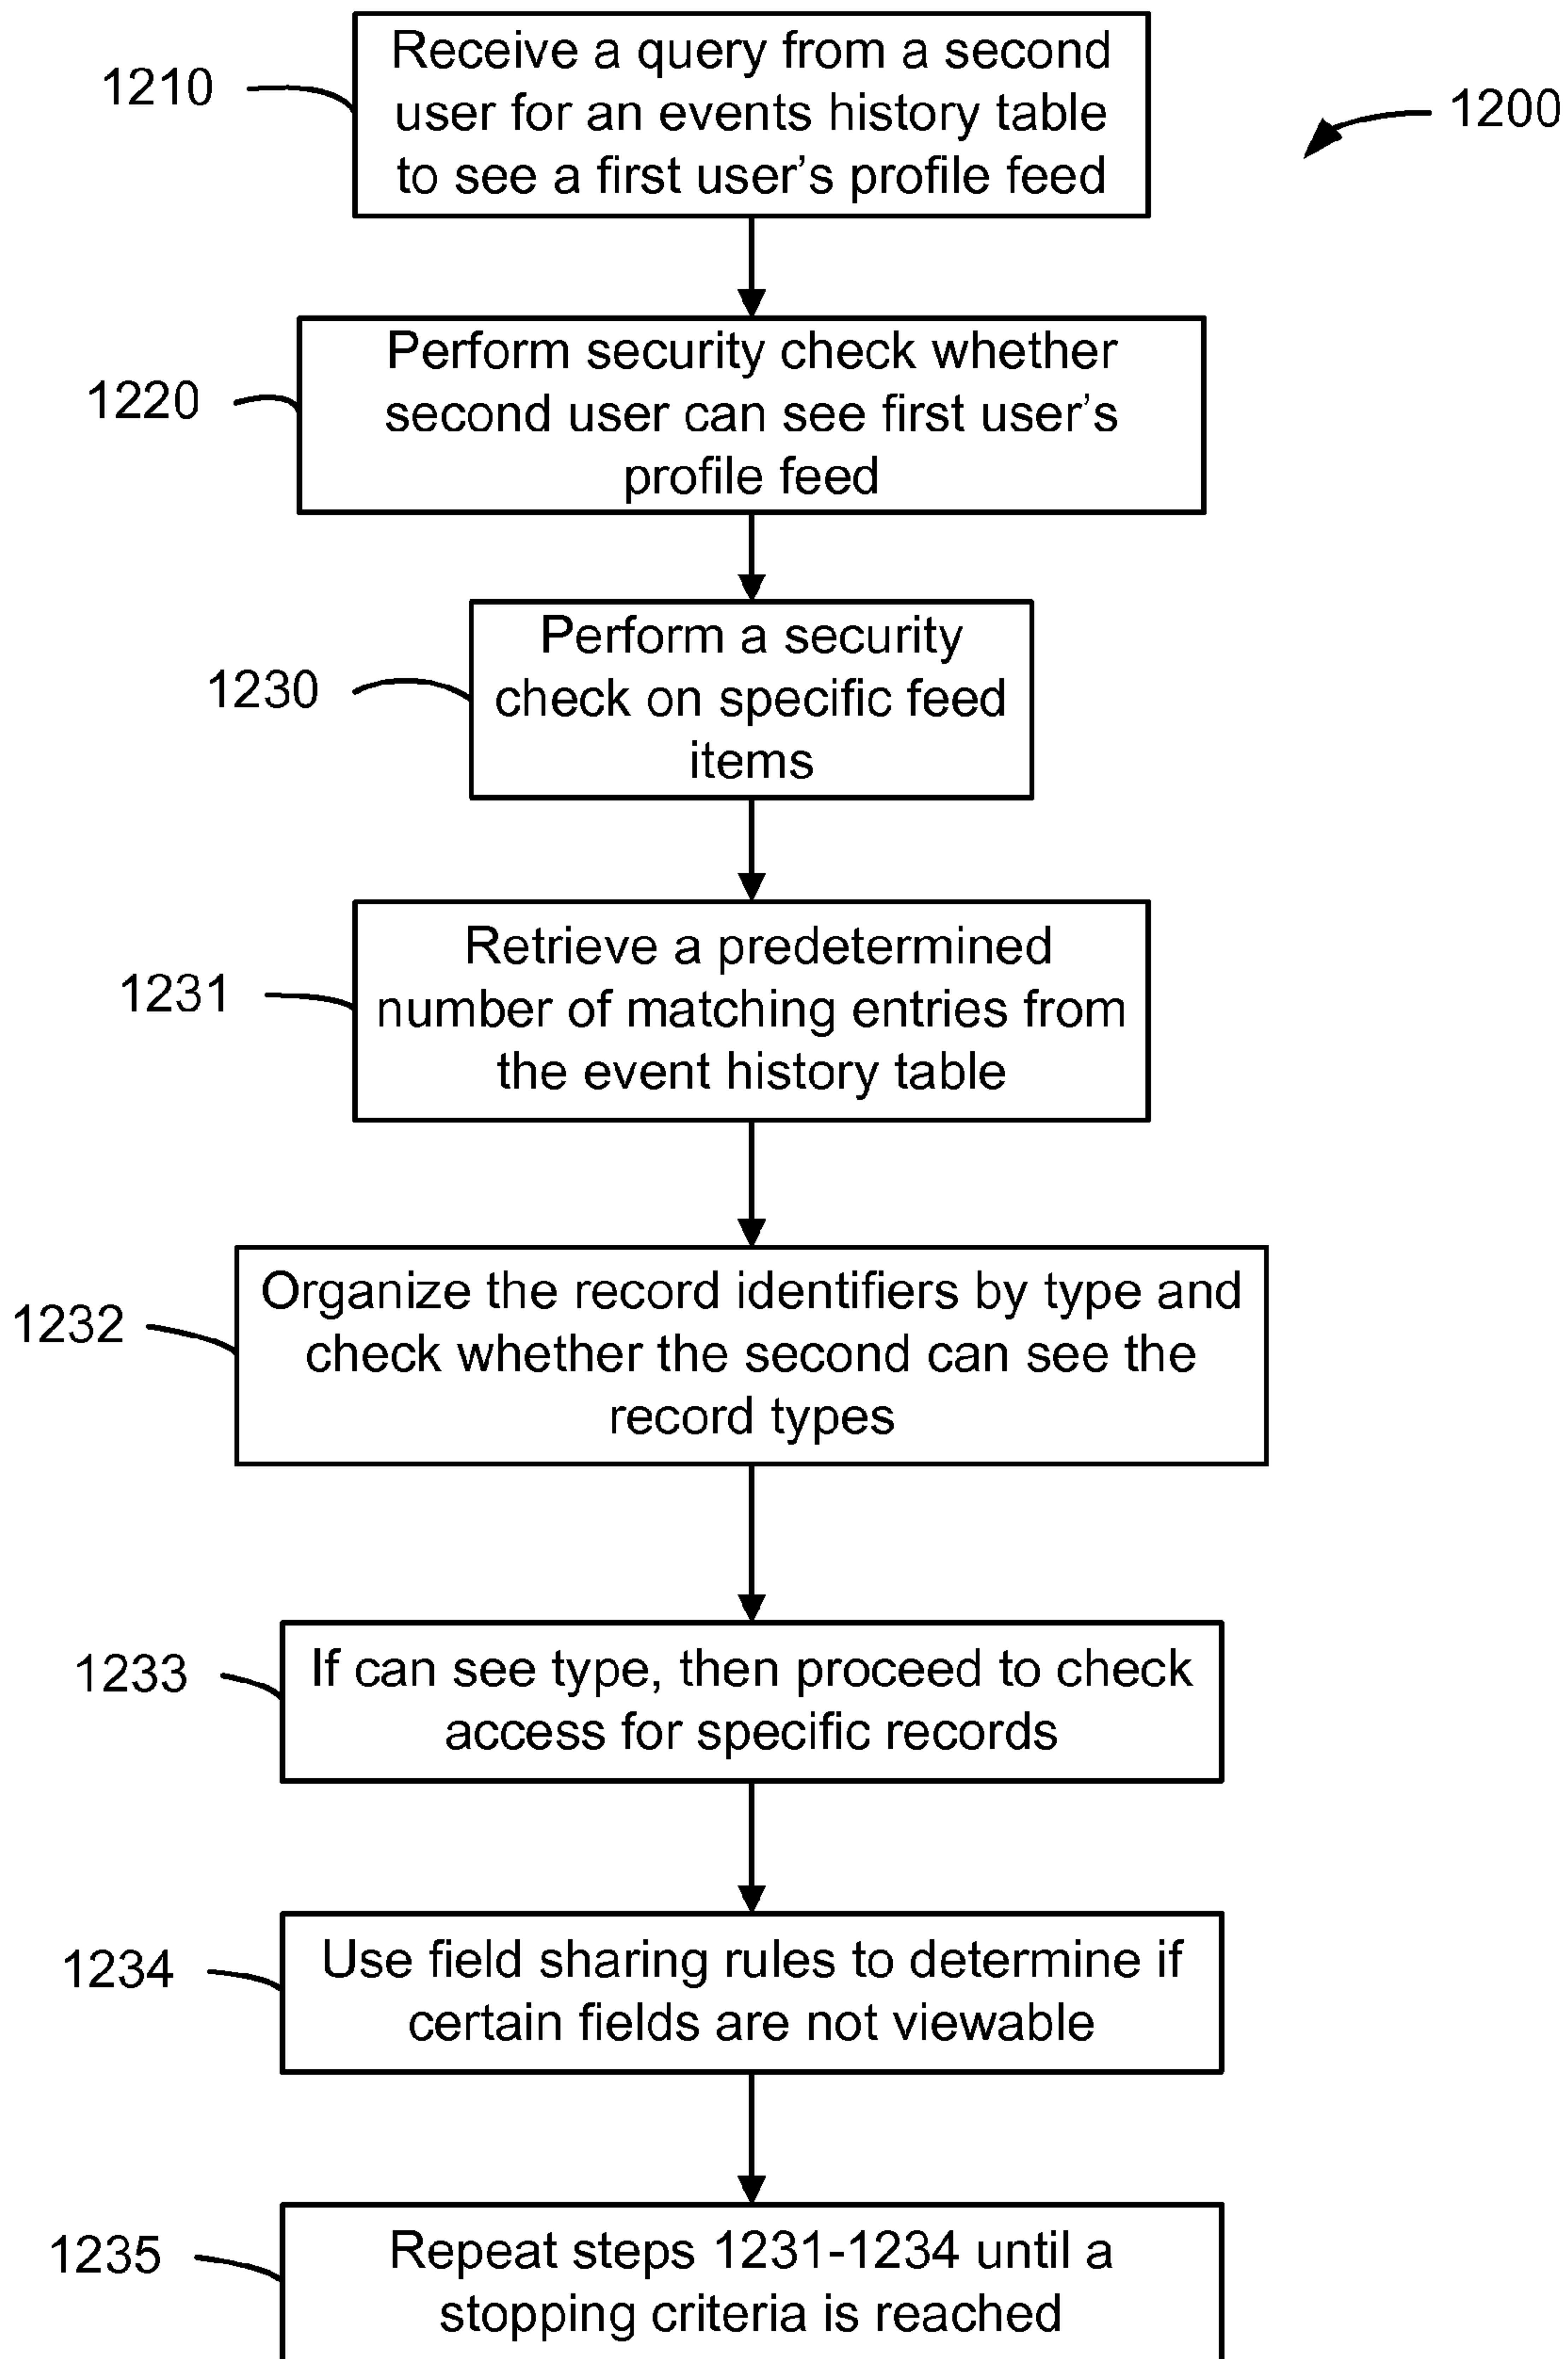 1200
1210
Receive a query from a second
user for an events history table
to see a first user's profile feed
1220
Perform security check whether
second user can see first user's
profile feed
1230
Perform a security
check on specific feed
items
1231
Retrieve a predetermined
number of matching entries from
the event history table
1232
Organize the record identifiers by type and
check whether the second can see the
record types
1233
If can see type, then proceed to check
access for specific records
1234
Use field sharing rules to determine if
certain fields are not viewable
1235
Repeat steps 1231-1234 until a
stopping criteria is reached